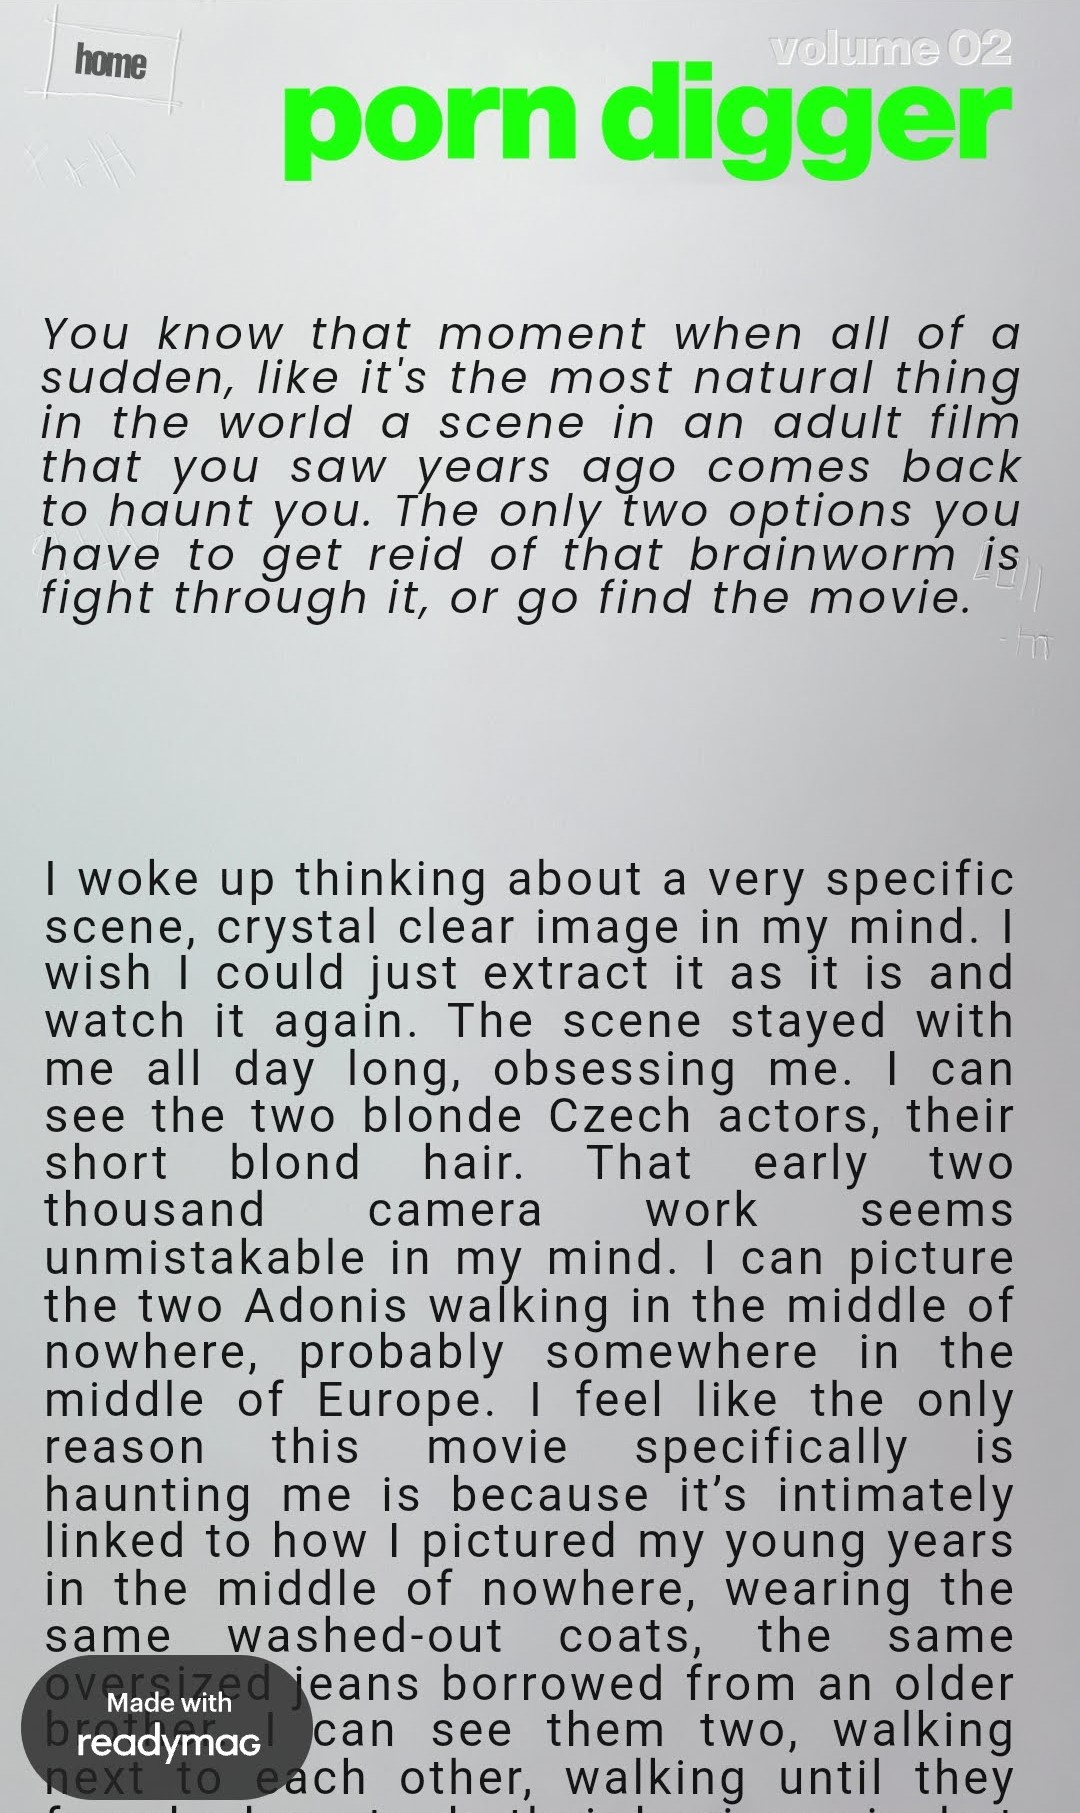 home
volume 02
porn digger
You know that moment when all of a
sudden, like it's the most natural thing
in the world a scene in an adult film
that you saw years ago comes back
to haunt you. The only two options you
have to get reid of that brainworm is
fight through it, or go find the movie.
I woke up thinking about a very specific
scene, crystal clear image in my mind. I
wish I could just extract it as it is and
watch it again. The scene stayed with
me all day long, obsessing me. I can
see the two blonde Czech actors, their
short blond hair. That early two
thousand camera work seems
unmistakable in my mind. I can picture
the two Adonis walking in the middle of
nowhere, probably somewhere in the
middle of Europe. I feel like the only
reason this movie specifically is
haunting me is because it’s intimately
linked to how I pictured my young years
in the middle of nowhere, wearing the
same washed-out coats, the same
oversized jeans borrowed from an older
brother. I can see them two, walking
next to each other, walking until they
Made with
readymag